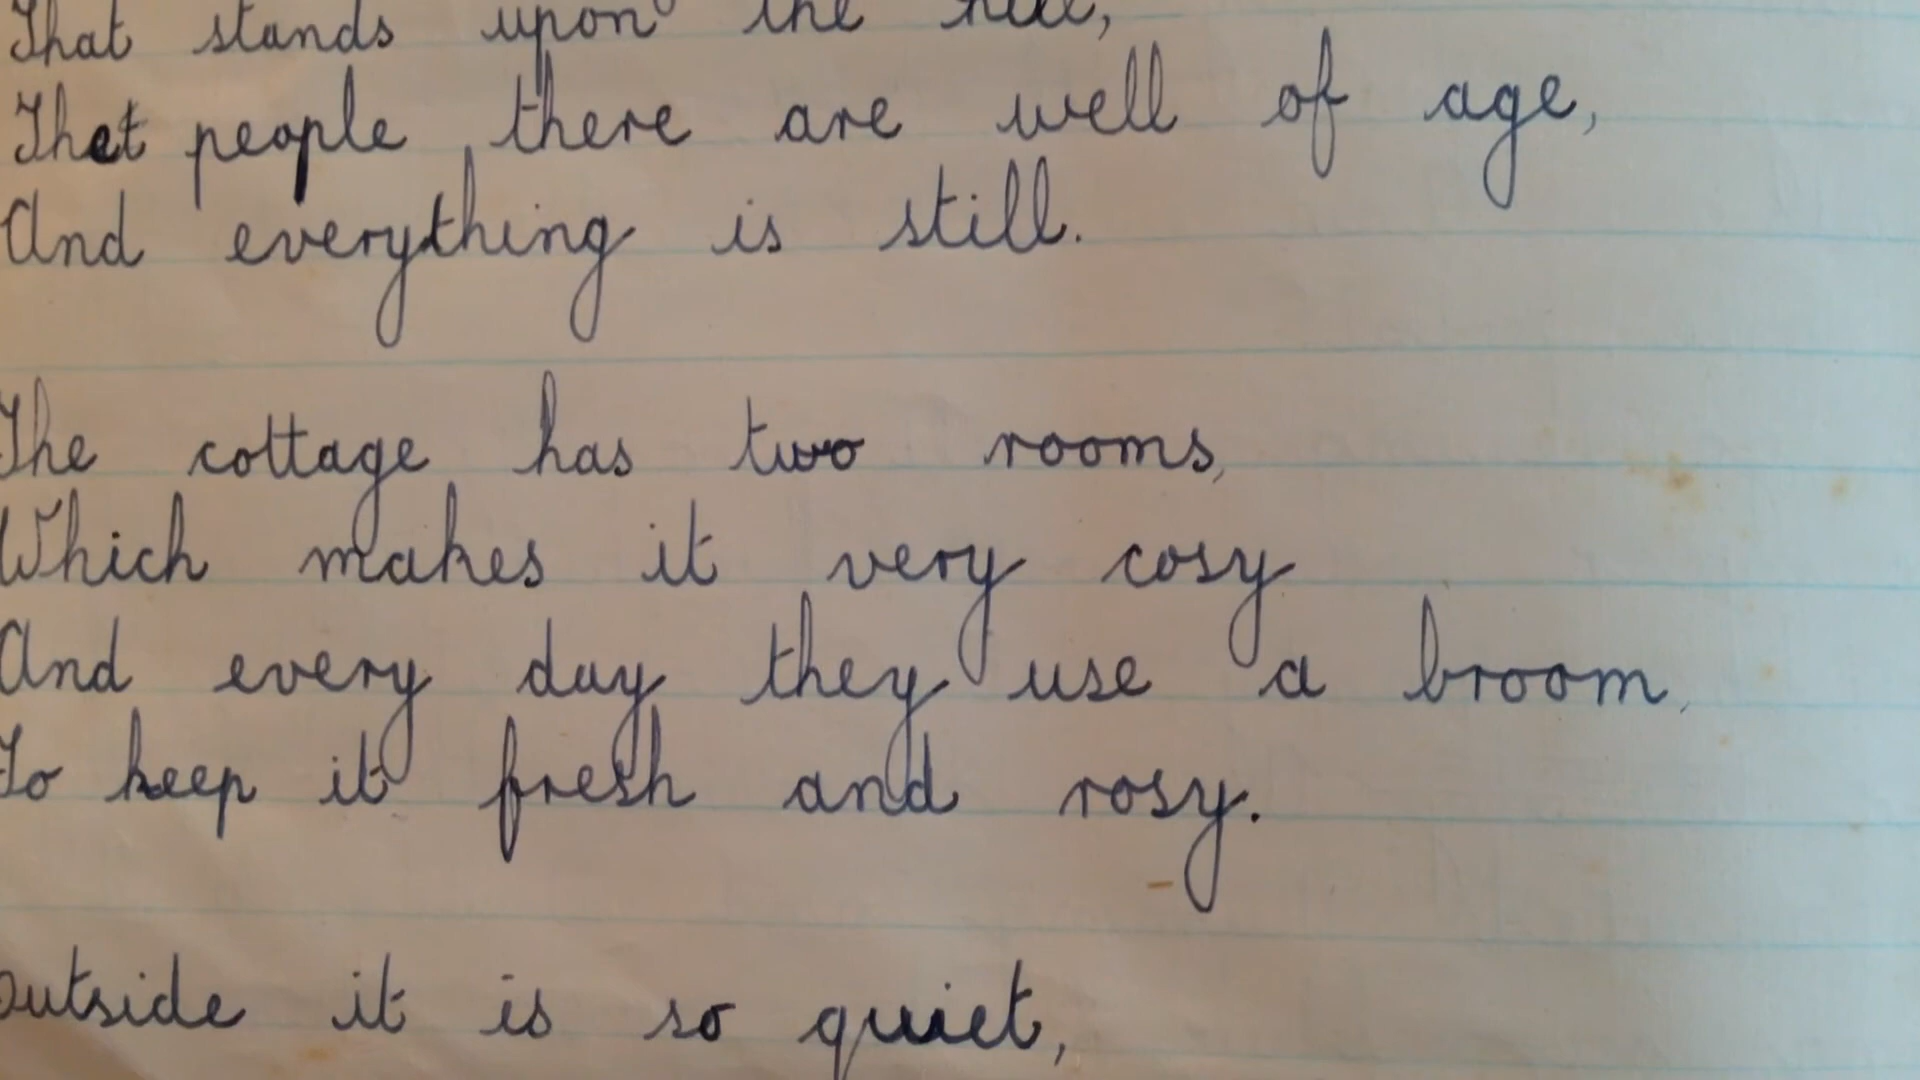 That stands upon the hill,
That people there are well of age,
And everything is still.
The cottage has two rooms,
Which makes it very cosy
And every day they use a broom,
To keep it fresh and rosy.
Outside it is so quiet,